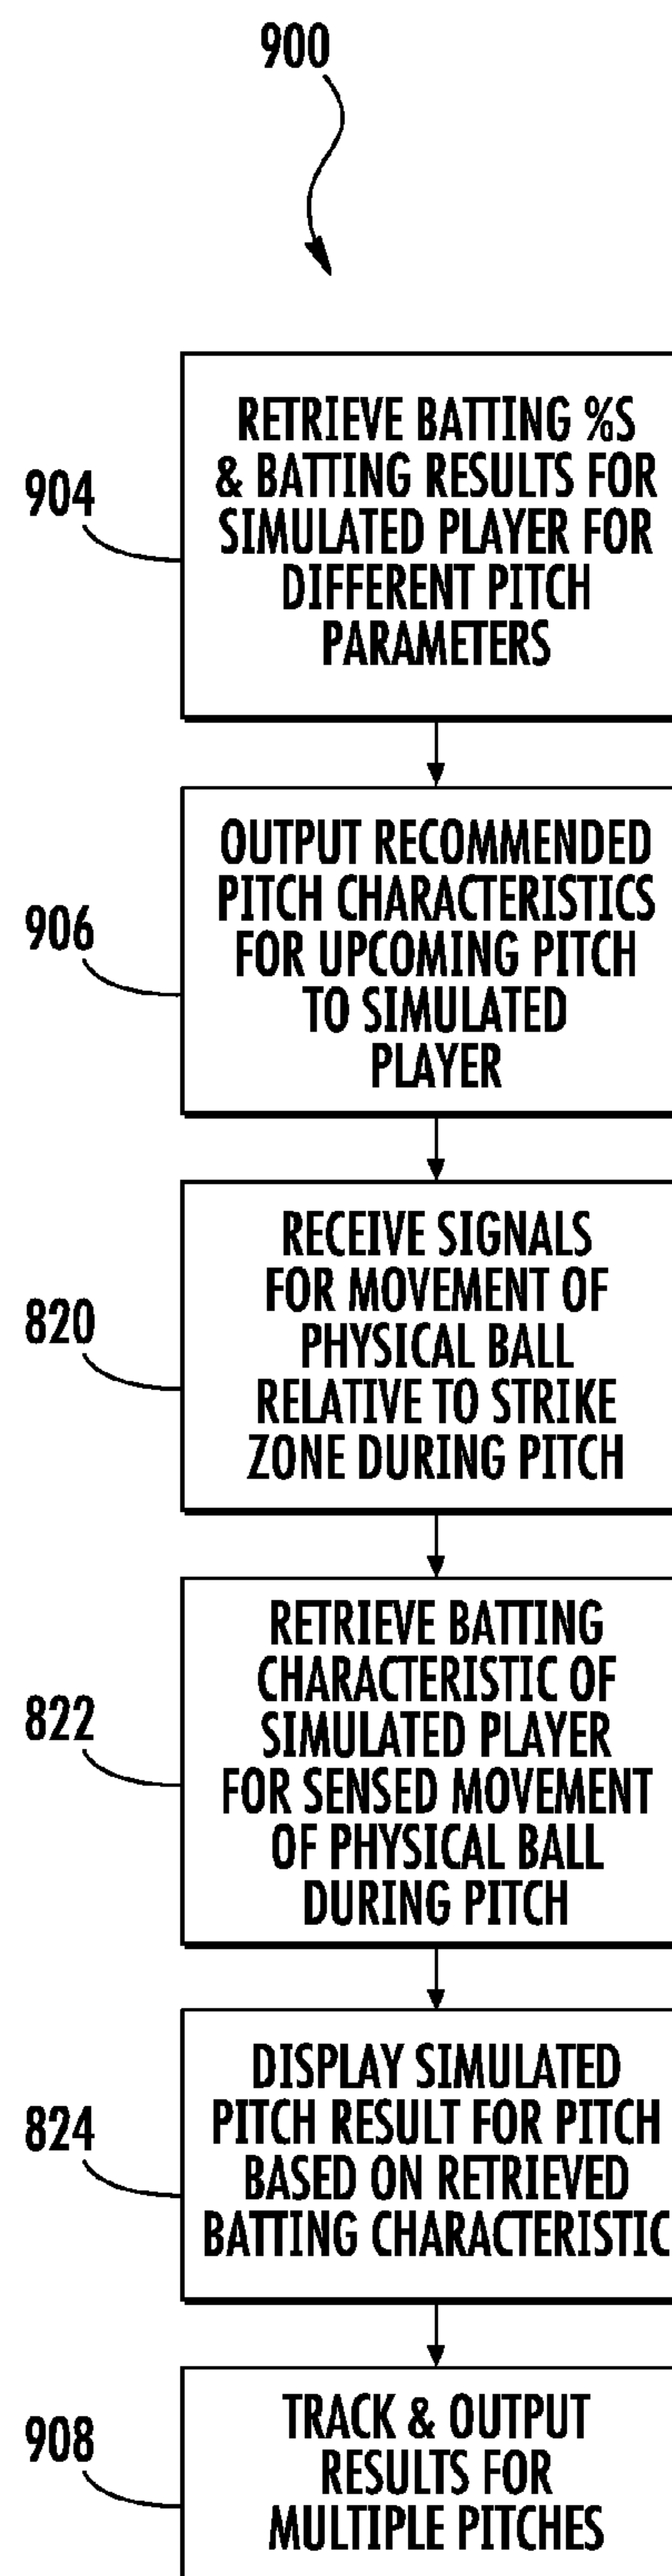 900
904
RETRIEVE BATTING %S
& BATTING RESULTS FOR
SIMULATED PLAYER FOR
DIFFERENT PITCH
PARAMETERS
906
OUTPUT RECOMMENDED
PITCH CHARACTERISTICS
FOR UPCOMING PITCH
TO SIMULATED
PLAYER
820
RECEIVE SIGNALS
FOR MOVEMENT OF
PHYSICAL BALL
RELATIVE TO STRIKE
ZONE DURING PITCH
822
RETRIEVE BATTING
CHARACTERISTIC OF
SIMULATED PLAYER
FOR SENSED MOVEMENT
OF PHYSICAL BALL
DURING PITCH
824
DISPLAY SIMULATED
PITCH RESULT FOR PITCH
BASED ON RETRIEVED
BATTING CHARACTERISTIC
908
TRACK & OUTPUT
RESULTS FOR
MULTIPLE PITCHES